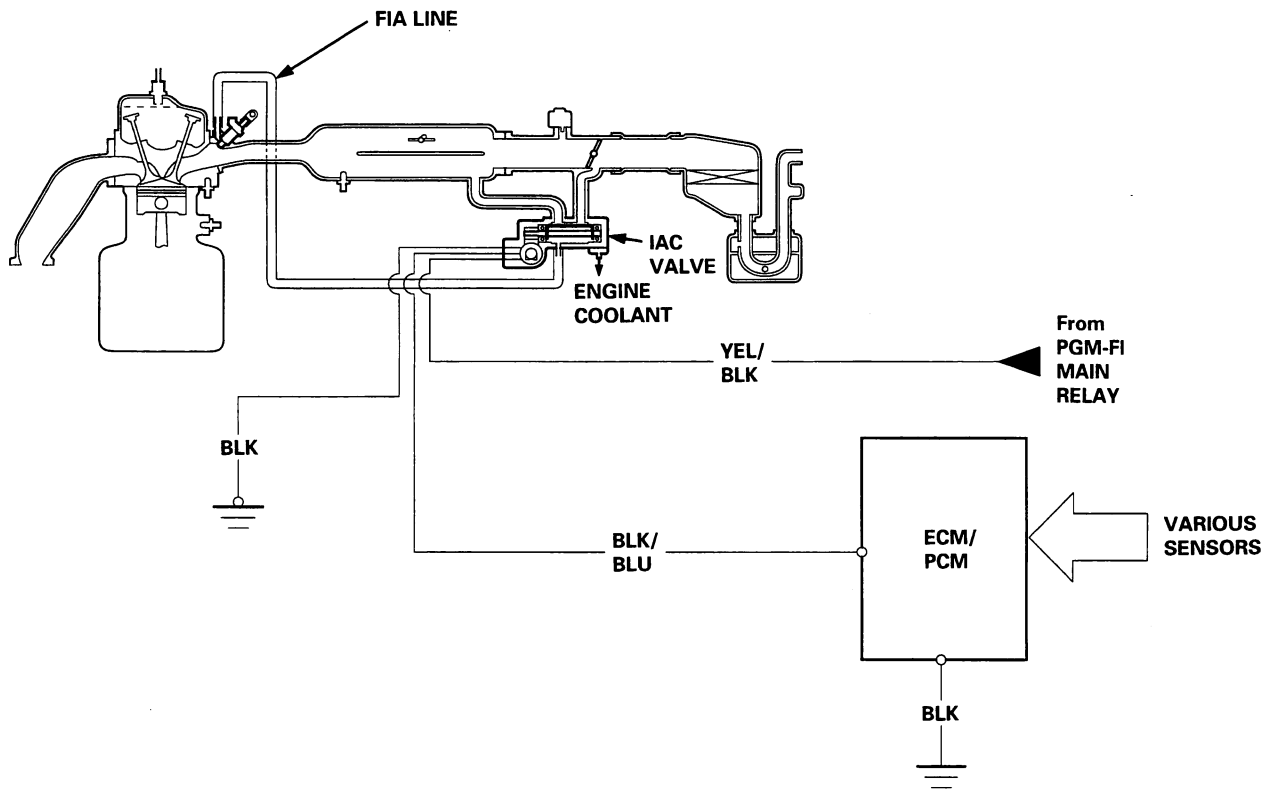 FIA LINE
IAC
VALVE
ENGINE
COOLANT
From
PGM-FI
MAIN
RELAY
YEL/
BLK
BLK
BLK/
BLU
ECM/
PCM
VARIOUS
SENSORS
BLK